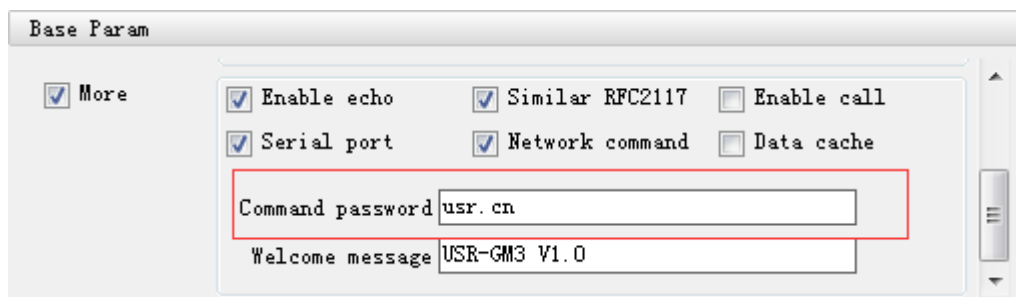 Base Param
More
Enable echo Similar RFC2117 Enable call
Serial port Network command Data cache
Command password usr.cn
Welcome message USR-GM3 V1.0